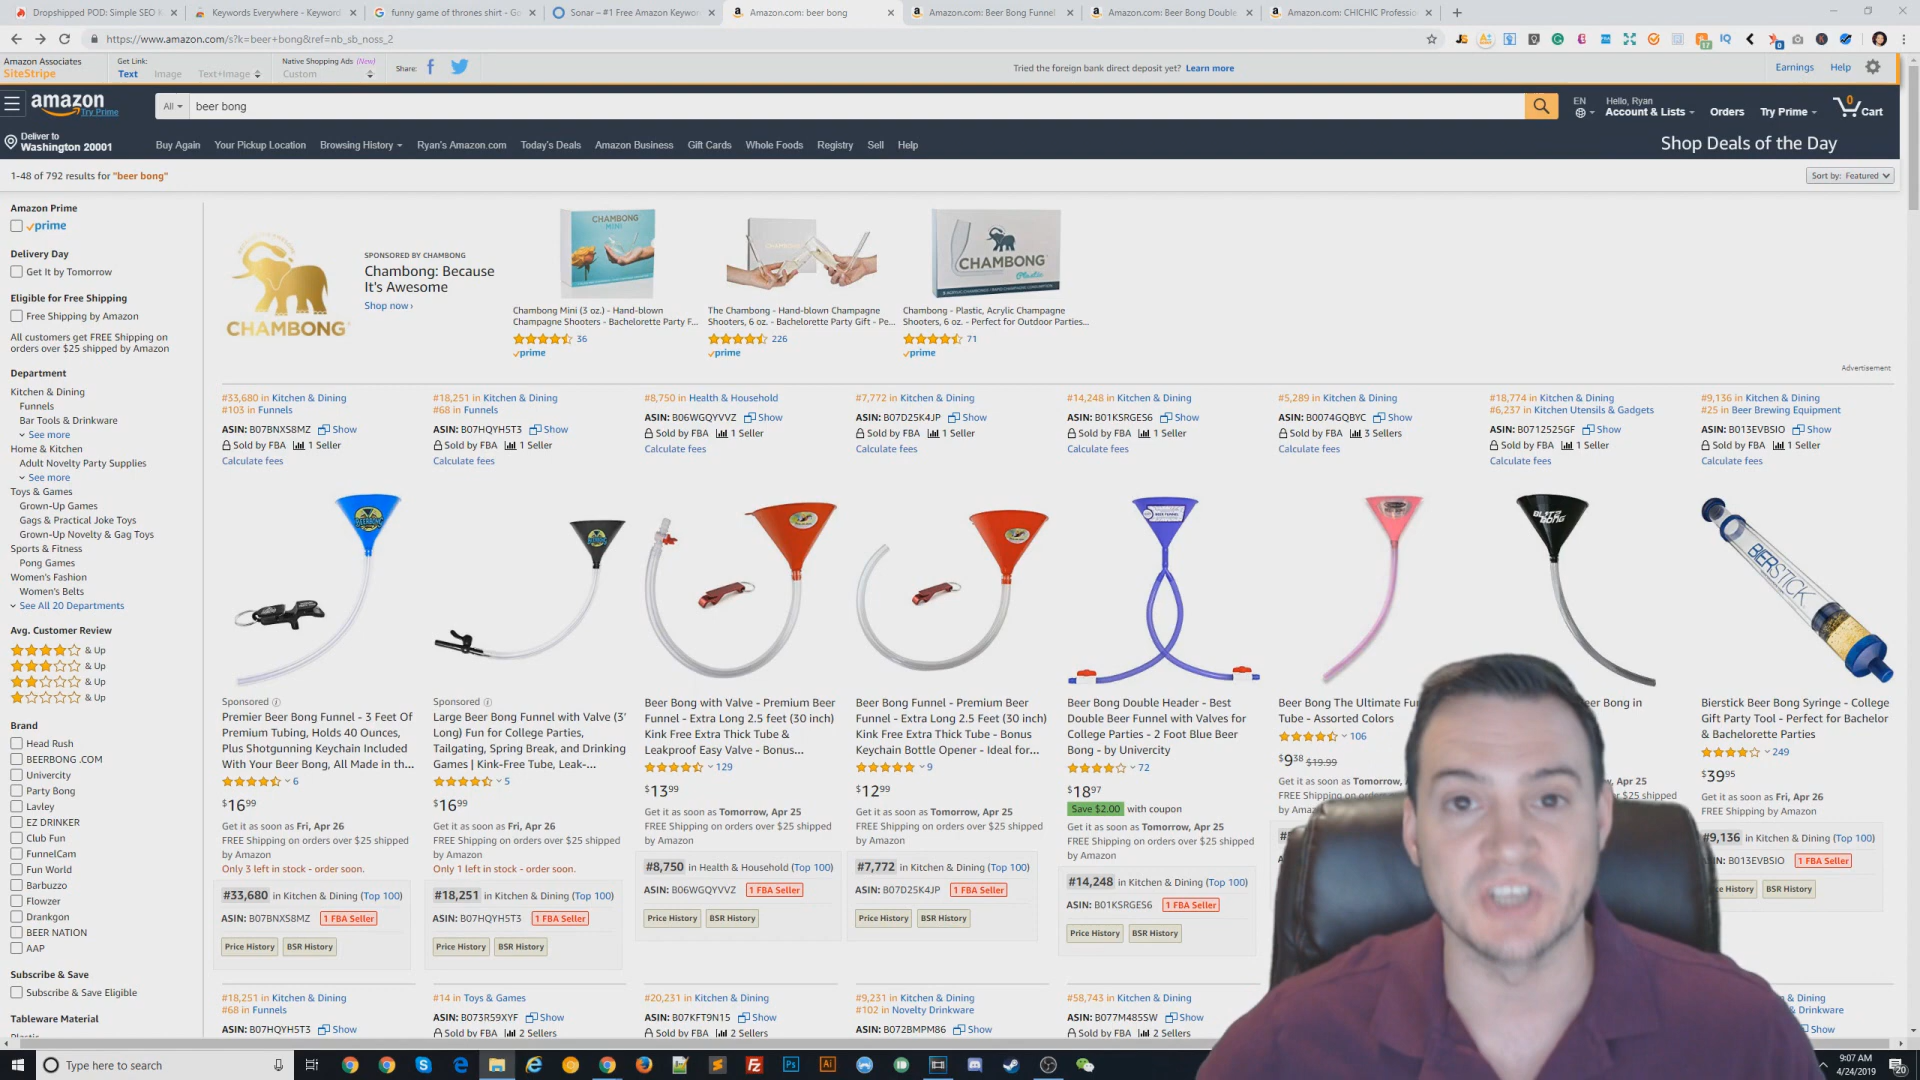 Dropshipped POD: Simple SEO
Keywords Everywhere - Keyword
funny game of thrones shirt - Go
Sonar – #1 Free Amazon Keywor
Amazon.com: beer bong
Amazon.com: Beer Bong Funnel
Amazon.com: Beer Bong Double
Amazon.com: CHICHIC Professio
https://www.amazon.com/s?k=beer+bong&ref=nb_sb_noss_2
Amazon Associates
SiteStripe
Get Link:
Text Image Text+Image
Native Shopping Ads (New)
Custom
Share:
Tried the foreign bank direct deposit yet? Learn more
Earnings Help
amazon
Try Prime
All
beer bong
EN
Hello, Ryan
Account & Lists
Orders
Try Prime
0
Cart
Deliver to
Washington 20001
Buy Again Your Pickup Location Browsing History Ryan's Amazon.com Today's Deals Amazon Business Gift Cards Whole Foods Registry Sell Help
Shop Deals of the Day
1-48 of 792 results for "beer bong"
Sort by: Featured
Amazon Prime
prime
Delivery Day
Get It by Tomorrow
Eligible for Free Shipping
Free Shipping by Amazon
All customers get FREE Shipping on
orders over $25 shipped by Amazon
Department
Kitchen & Dining
Funnels
Bar Tools & Drinkware
See more
Home & Kitchen
Adult Novelty Party Supplies
See more
Toys & Games
Grown-Up Games
Gags & Practical Joke Toys
Grown-Up Novelty & Gag Toys
Sports & Fitness
Pong Games
Women's Fashion
Women's Belts
See All 20 Departments
Avg. Customer Review
& Up
& Up
& Up
& Up
Brand
Head Rush
BEERBONG .COM
Univercity
Party Bong
Lavley
EZ DRINKER
Club Fun
FunnelCam
Fun World
Barbuzzo
Flowzer
Drankgon
BEER NATION
AAP
Subscribe & Save
Subscribe & Save Eligible
Tableware Material
CHAMBONG
SPONSORED BY CHAMBONG
Chambong: Because
It's Awesome
Shop now ›
CHAMBONG
MINI
Chambong Mini (3 oz.) - Hand-blown
Champagne Shooters - Bachelorette Party F...
36
prime
The Chambong - Hand-blown Champagne
Shooters, 6 oz. - Bachelorette Party Gift - Pe...
226
prime
CHAMBONG
Plastic
Chambong - Plastic, Acrylic Champagne
Shooters, 6 oz. - Perfect for Outdoor Parties...
71
prime
Advertisement
#33,680 in Kitchen & Dining
#103 in Funnels
ASIN: B07BNXS8MZ Show
Sold by FBA 1 Seller
Calculate fees
#18,251 in Kitchen & Dining
#68 in Funnels
ASIN: B07HQYH5T3 Show
Sold by FBA 1 Seller
Calculate fees
#8,750 in Health & Household
ASIN: B06WGQYVVZ Show
Sold by FBA 1 Seller
Calculate fees
#7,772 in Kitchen & Dining
ASIN: B07D25K4JP Show
Sold by FBA 1 Seller
Calculate fees
#14,248 in Kitchen & Dining
ASIN: B01KSRGES6 Show
Sold by FBA 1 Seller
Calculate fees
#5,289 in Kitchen & Dining
ASIN: B0074GQBYC Show
Sold by FBA 3 Sellers
Calculate fees
#18,774 in Kitchen & Dining
#6,237 in Kitchen Utensils & Gadgets
ASIN: B0712525GF Show
Sold by FBA 1 Seller
Calculate fees
#9,136 in Kitchen & Dining
#25 in Beer Brewing Equipment
ASIN: B013EVBSIO Show
Sold by FBA 1 Seller
Calculate fees
BLITZ
BONG
BIERSTICK
Sponsored
Premier Beer Bong Funnel - 3 Feet Of
Premium Tubing, Holds 40 Ounces,
Plus Shotgunning Keychain Included
With Your Beer Bong, All Made in th...
6
$16 99
Get it as soon as Fri, Apr 26
FREE Shipping on orders over $25 shipped
by Amazon
Only 3 left in stock - order soon.
#33,680 in Kitchen & Dining (Top 100)
ASIN: B07BNXS8MZ 1 FBA Seller
Price History BSR History
Sponsored
Large Beer Bong Funnel with Valve (3'
Long) Fun for College Parties,
Tailgating, Spring Break, and Drinking
Games | Kink-Free Tube, Leak-...
5
$16 99
Get it as soon as Fri, Apr 26
FREE Shipping on orders over $25 shipped
by Amazon
Only 1 left in stock - order soon.
#18,251 in Kitchen & Dining (Top 100)
ASIN: B07HQYH5T3 1 FBA Seller
Price History BSR History
Beer Bong with Valve - Premium Beer
Funnel - Extra Long 2.5 feet (30 inch)
Kink Free Extra Thick Tube &
Leakproof Easy Valve - Bonus...
129
$13 99
Get it as soon as Tomorrow, Apr 25
FREE Shipping on orders over $25 shipped
by Amazon
#8,750 in Health & Household (Top 100)
ASIN: B06WGQYVVZ 1 FBA Seller
Price History BSR History
Beer Bong Funnel - Premium Beer
Funnel - Extra Long 2.5 feet (30 inch)
Kink Free Extra Thick Tube - Bonus
Keychain Bottle Opener - Ideal for...
9
$12 99
Get it as soon as Tomorrow, Apr 25
FREE Shipping on orders over $25 shipped
by Amazon
#7,772 in Kitchen & Dining (Top 100)
ASIN: B07D25K4JP 1 FBA Seller
Price History BSR History
Beer Bong Double Header - Best
Double Beer Funnel with Valves for
College Parties - 2 Foot Blue Beer
Bong - by Univercity
72
$18 97
Save $2.00 with coupon
Get it as soon as Tomorrow, Apr 25
FREE Shipping on orders over $25 shipped
by Amazon
#14,248 in Kitchen & Dining (Top 100)
ASIN: B01KSRGES6 1 FBA Seller
Price History BSR History
Beer Bong The Ultimate Fu
Tube - Assorted Colors
106
$9 38 $19.99
Get it as soon as Tomorrow,
FREE Shipping on orders
by Amaz
er Bong in
, Apr 25
shipped
Bierstick Beer Bong Syringe - College
Gift Party Tool - Perfect for Bachelor
& Bachelorette Parties
249
$39 95
Get it as soon as Fri, Apr 26
FREE Shipping on orders over $25 shipped
by Amazon
#9,136 in Kitchen & Dining (Top 100)
IN: B013EVBSIO 1 FBA Seller
ce History BSR History
#18,251 in Kitchen & Dining
#68 in Funnels
ASIN: B07HQYH5T3 Show
#14 in Toys & Games
ASIN: B073R59XYF Show
Sold by FBA 2 Sellers
#20,231 in Kitchen & Dining
ASIN: B07KFT9N15 Show
Sold by FBA 2 Sellers
#9,231 in Kitchen & Dining
#102 in Novelty Drinkware
ASIN: B072BMPM86 Show
#58,743 in Kitchen & Dining
ASIN: B077M485SW Show
Sold by FBA 2 Sellers
& Dining
Drinkware
Show
Type here to search
9:07 AM
4/24/2019
20